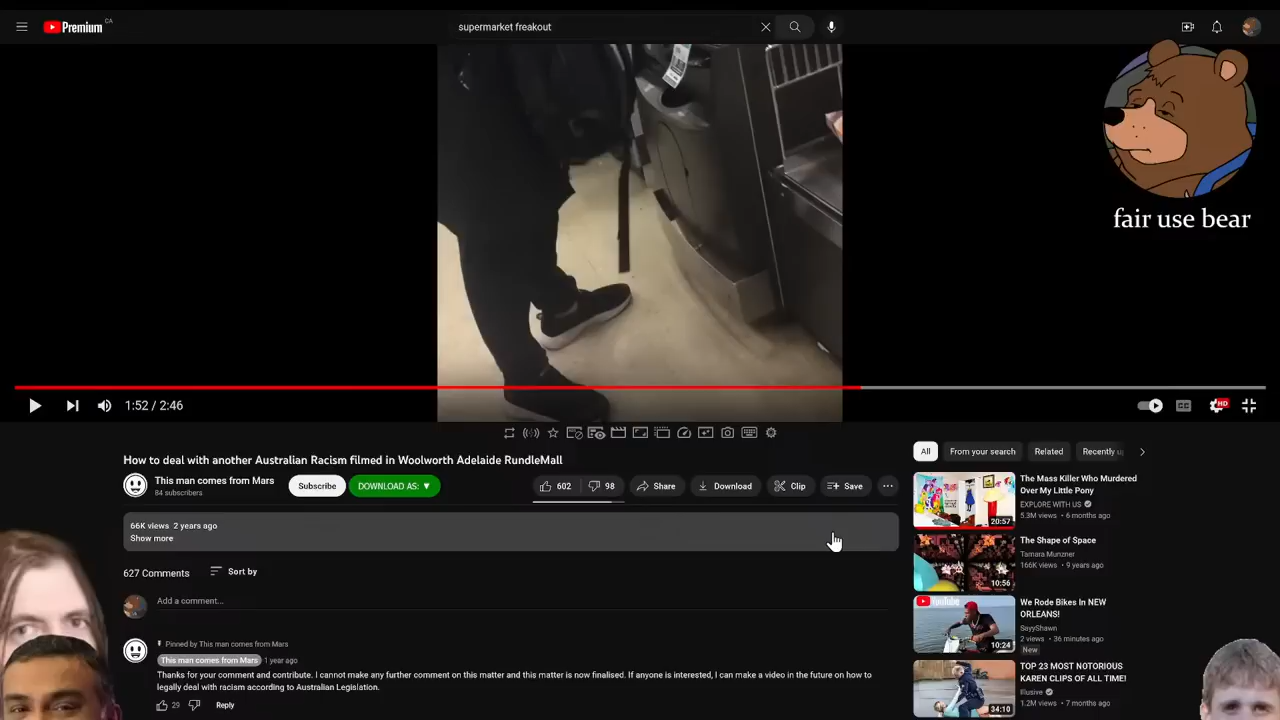 Premium CA
supermarket freakout
fair use bear
1:52 / 2:46
CC
HD
How to deal with another Australian Racism filmed in Woolworth Adelaide RundleMall
This man comes from Mars
84 subscribers
Subscribe
DOWNLOAD AS: ▼
602
98
Share
Download
Clip
Save
66K views 2 years ago
Show more
627 Comments
Sort by
Add a comment...
Pinned by This man comes from Mars
This man comes from Mars 1 year ago
Thanks for your comment and contribute. I cannot make any further comment on this matter and this matter is now finalised. If anyone is interested, I can make a video in the future on how to
legally deal with racism according to Australian Legislation.
29
Reply
All
From your search
Related
Recently u
The Mass Killer Who Murdered
Over My Little Pony
EXPLORE WITH US
5.3M views • 6 months ago
20:57
The Shape of Space
Tamara Munzner
166K views • 9 years ago
10:56
We Rode Bikes In NEW
ORLEANS!
SayyShawn
2 views • 36 minutes ago
New
10:24
TOP 23 MOST NOTORIOUS
KAREN CLIPS OF ALL TIME!
Illusive
1.2M views • 7 months ago
34:10